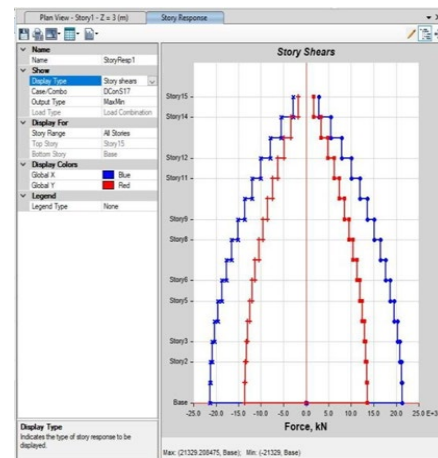 Plan View - Story1 - Z = 3 (m)
Story Response
Name
Name StoryResp1
Show
Display Type Story shears
Case/Combo DConS17
Output Type MaxMin
Load Type Load Combination
Display For
Story Range All Stories
Top Story Story15
Bottom Story Base
Display Colors
Global X Blue
Global Y Red
Legend
Legend Type None
Display Type
Indicates the type of story response to be displayed.
Story Shears
Story15
Story14
Story12
Story11
Story9
Story8
Story6
Story5
Story3
Story2
Base
-25.0 -20.0 -15.0 -10.0 -5.0 0.0 5.0 10.0 15.0 20.0 25.0 E+3
Force, kN
Max: (21329.208475, Base); Min: (-21329, Base)